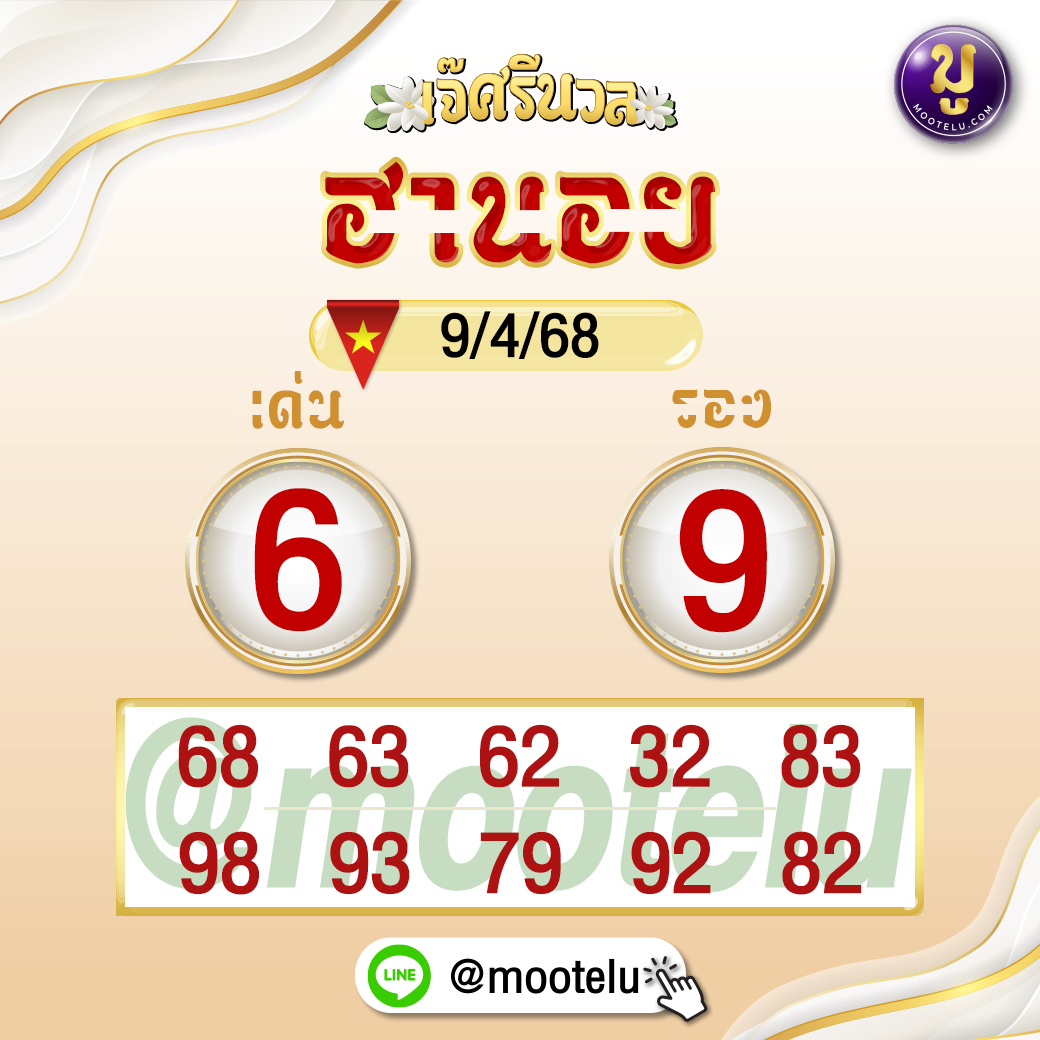 เจ๊ศรีนวล
มู
MOOTELU.COM
ฮานอย
9/4/68
เด่น รอง
6 9
@mootelu
68 63 62 32 83
98 93 79 92 82
LINE @mootelu